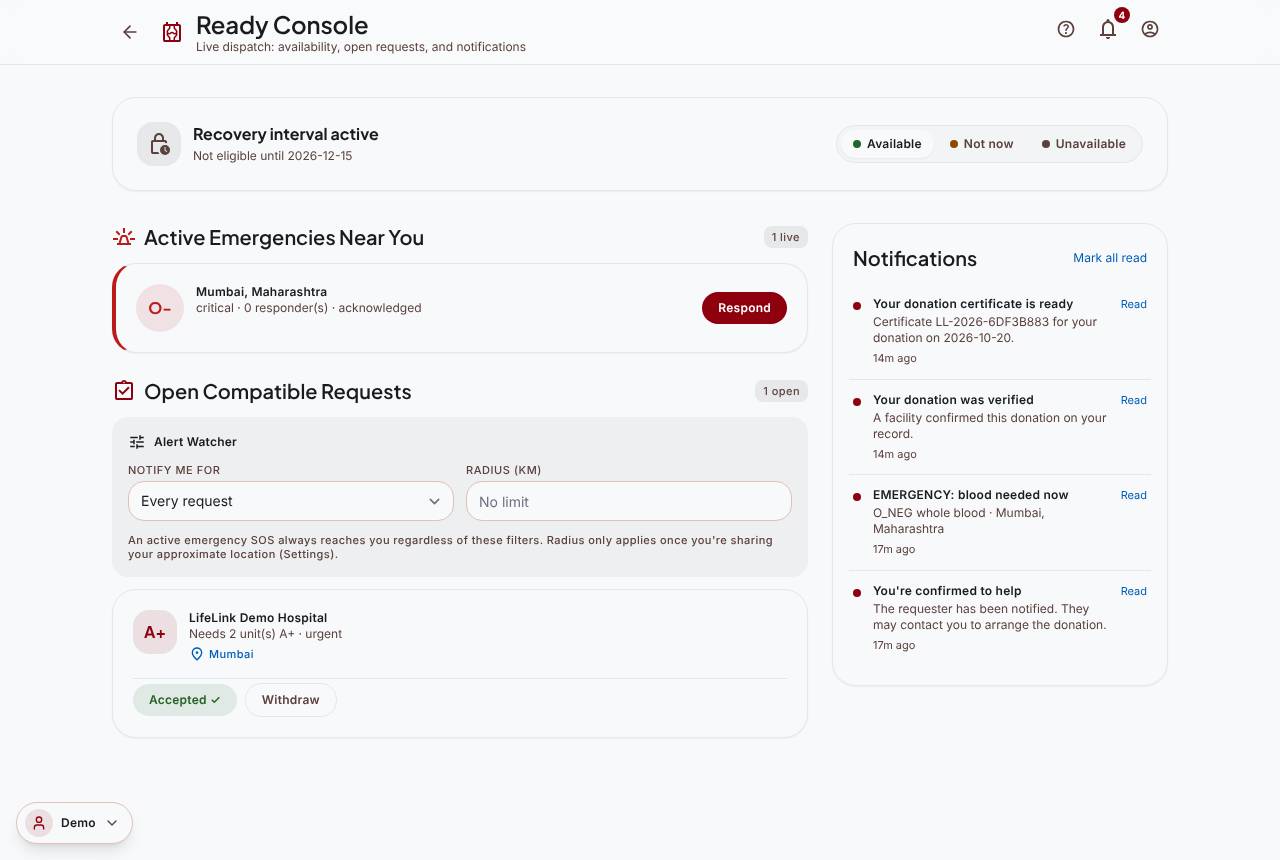 Ready Console
Live dispatch: availability, open requests, and notifications
4
Recovery interval active
Not eligible until 2026-12-15
Available
Not now
Unavailable
Active Emergencies Near You
1 live
O−
Mumbai, Maharashtra
critical · 0 responder(s) · acknowledged
Respond
Open Compatible Requests
1 open
Alert Watcher
NOTIFY ME FOR
Every request
RADIUS (KM)
No limit
An active emergency SOS always reaches you regardless of these filters. Radius only applies once you're sharing
your approximate location (Settings).
A+
LifeLink Demo Hospital
Needs 2 unit(s) A+ · urgent
Mumbai
Accepted ✓
Withdraw
Notifications
Mark all read
Your donation certificate is ready
Read
Certificate LL-2026-6DF3B883 for your
donation on 2026-10-20.
14m ago
Your donation was verified
Read
A facility confirmed this donation on your
record.
14m ago
EMERGENCY: blood needed now
Read
O_NEG whole blood · Mumbai,
Maharashtra
17m ago
You're confirmed to help
Read
The requester has been notified. They
may contact you to arrange the donation.
17m ago
Demo